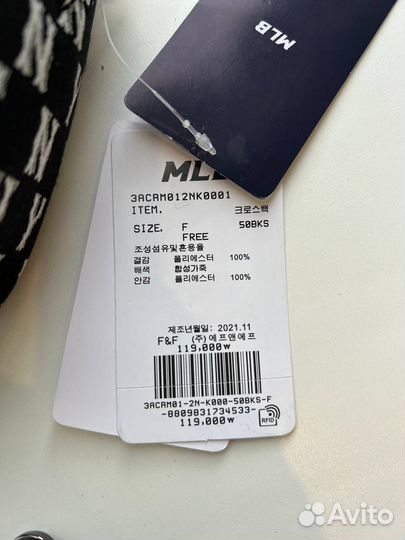 MLB
MLB
3ACAM012NK0001
ITEM. 크로스백
SIZE. F 50BKS
FREE
조성섬유및혼용율
겉감 폴리에스터 100%
배색 합성가죽
안감 폴리에스터 100%
제조년월일 : 2021.11
F&F (주)에프앤에프
119,000₩
3ACAM01-2N-K000-50BKS-F
-8809831734533-
119,000₩
RFID
Avito